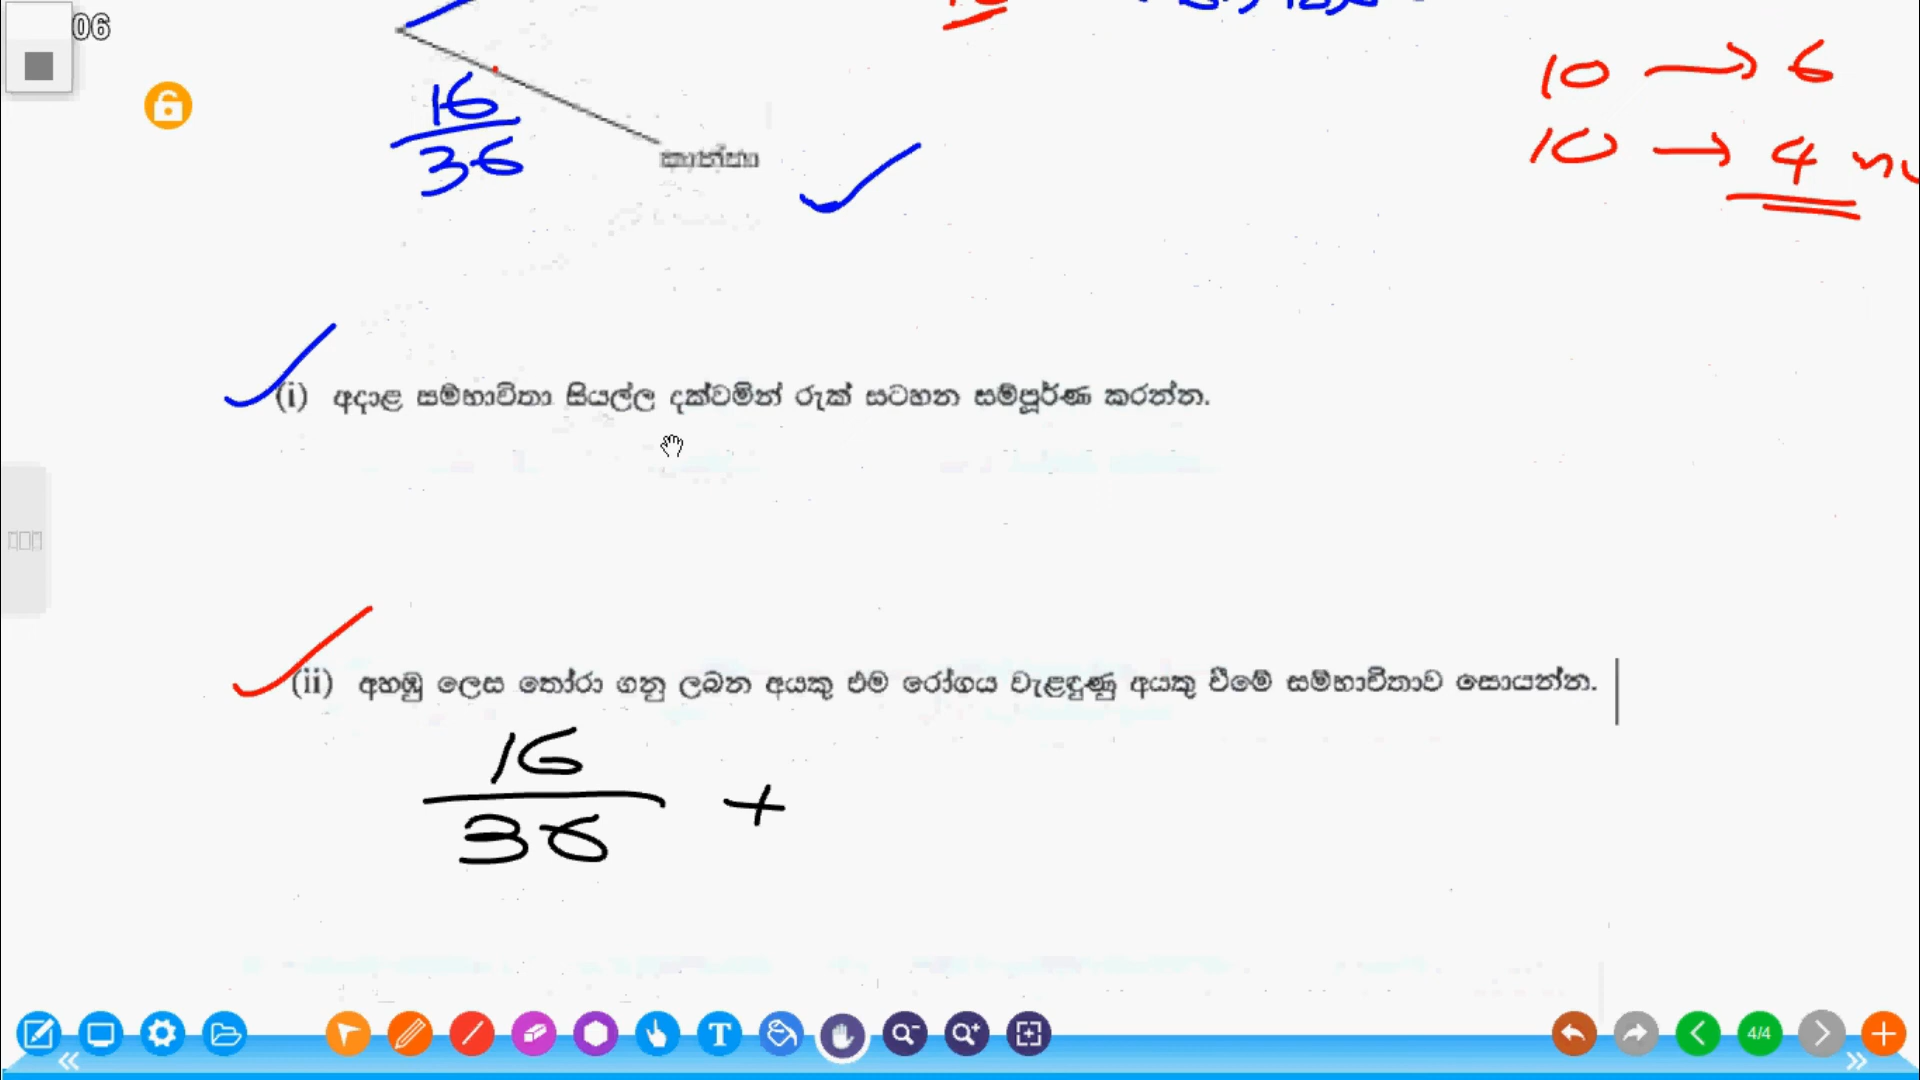 06
10 → 6
16
36
10 → 4
කාන්තා
(i) අදාළ සම්භාවිතා සියල්ල දක්වමින් රුක් සටහන සම්පූර්ණ කරන්න.
(ii) අහඹු ලෙස තෝරා ගනු ලබන අයකු එම රෝගය වැළඳුණු අයකු වීමේ සම්භාවිතාව සොයන්න.
16
36 +
T
4/4